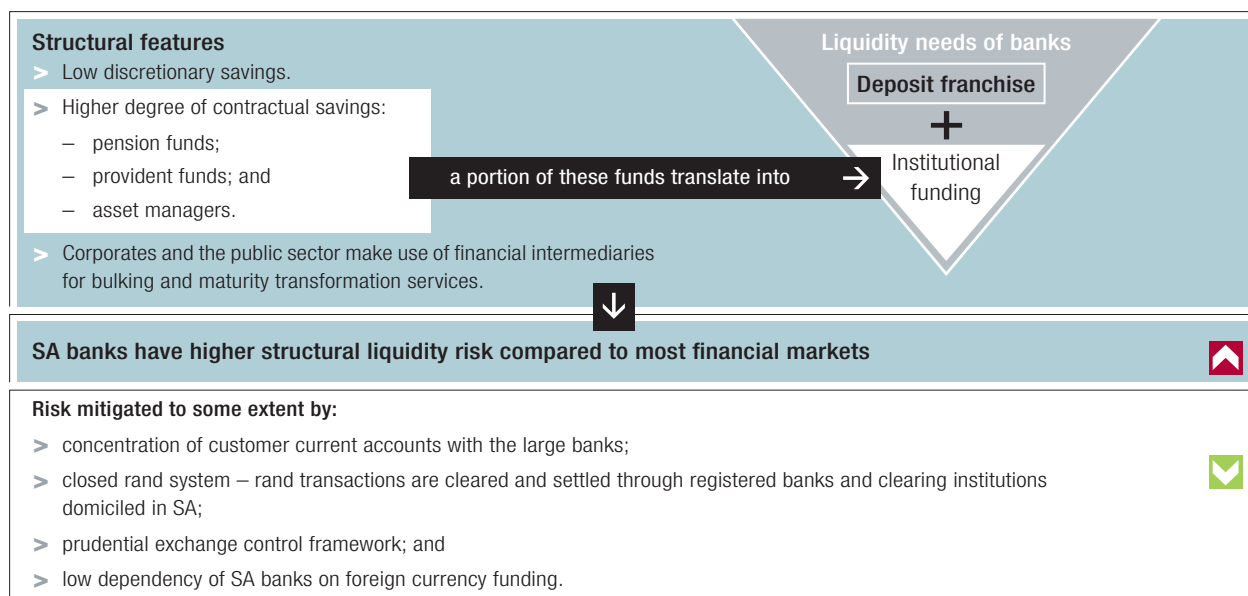 Structural features
> Low discretionary savings.
> Higher degree of contractual savings:
– pension funds;
– provident funds; and
– asset managers.
> Corporates and the public sector make use of financial intermediaries
for bulking and maturity transformation services.
a portion of these funds translate into →
Liquidity needs of banks
Deposit franchise
+
Institutional
funding
↓
SA banks have higher structural liquidity risk compared to most financial markets
Risk mitigated to some extent by:
> concentration of customer current accounts with the large banks;
> closed rand system – rand transactions are cleared and settled through registered banks and clearing institutions
domiciled in SA;
> prudential exchange control framework; and
> low dependency of SA banks on foreign currency funding.